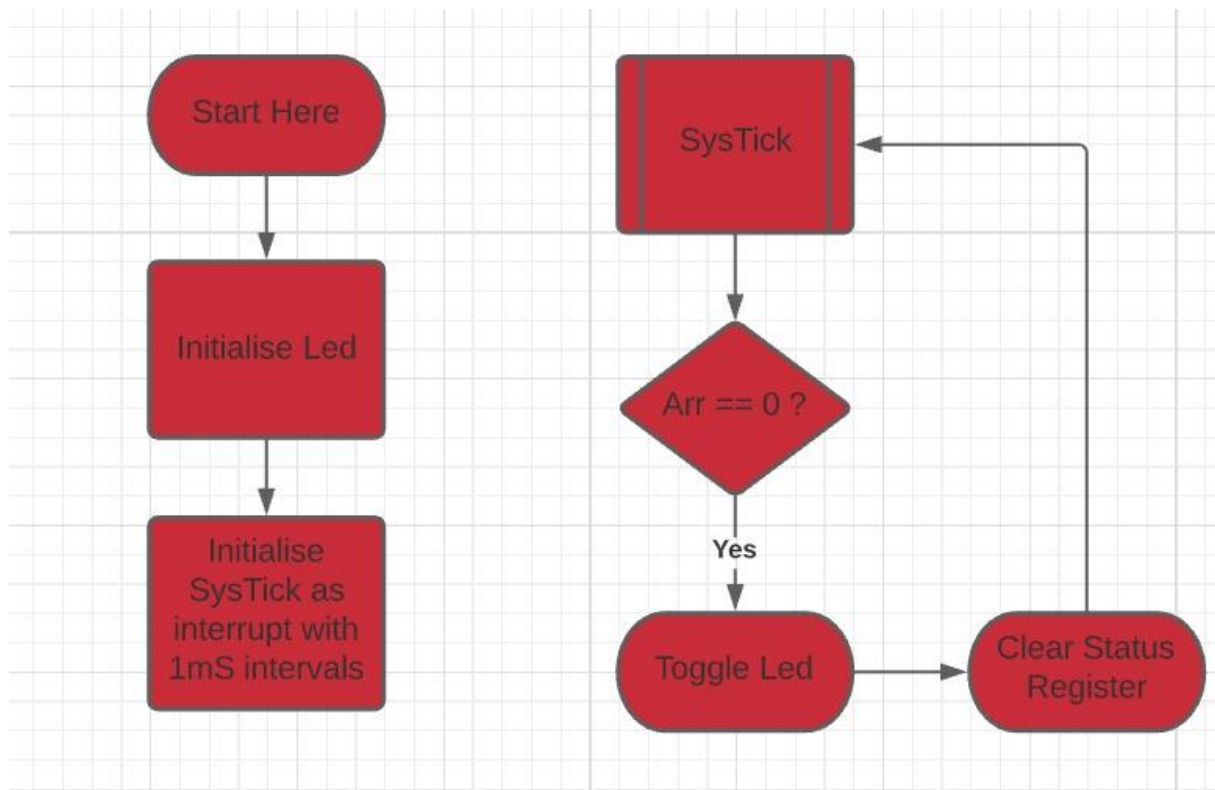 Start Here
Initialise Led
Initialise
SysTick as
interrupt with
1mS intervals
SysTick
Arr == 0 ?
Yes
Toggle Led
Clear Status
Register